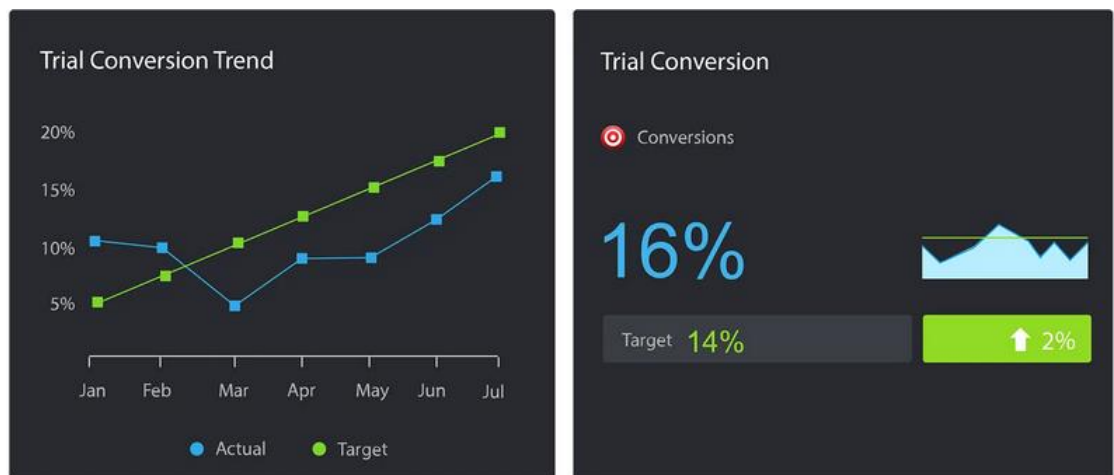 Trial Conversion Trend
20%
15%
10%
5%
Jan Feb Mar Apr May Jun Jul
Actual Target
Trial Conversion
Conversions
16%
Target 14%
2%